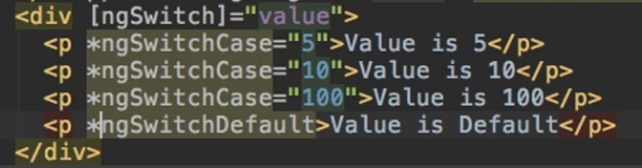 <div [ngSwitch]="value">
<p *ngSwitchCase="5">Value is 5</p>
<p *ngSwitchCase="10">Value is 10</p>
<p *ngSwitchCase="100">Value is 100</p>
<p *ngSwitchDefault>Value is Default</p>
</div>